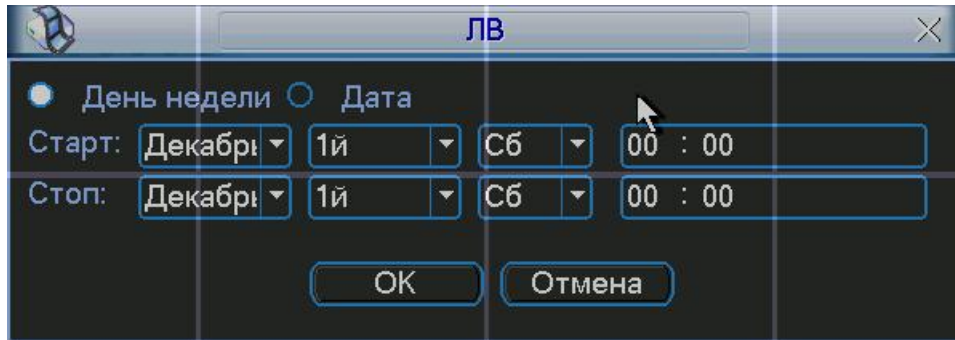 ЛВ
День недели Дата
Старт: Декабрь 1й Сб 00 : 00
Стоп: Декабрь 1й Сб 00 : 00
OK Отмена